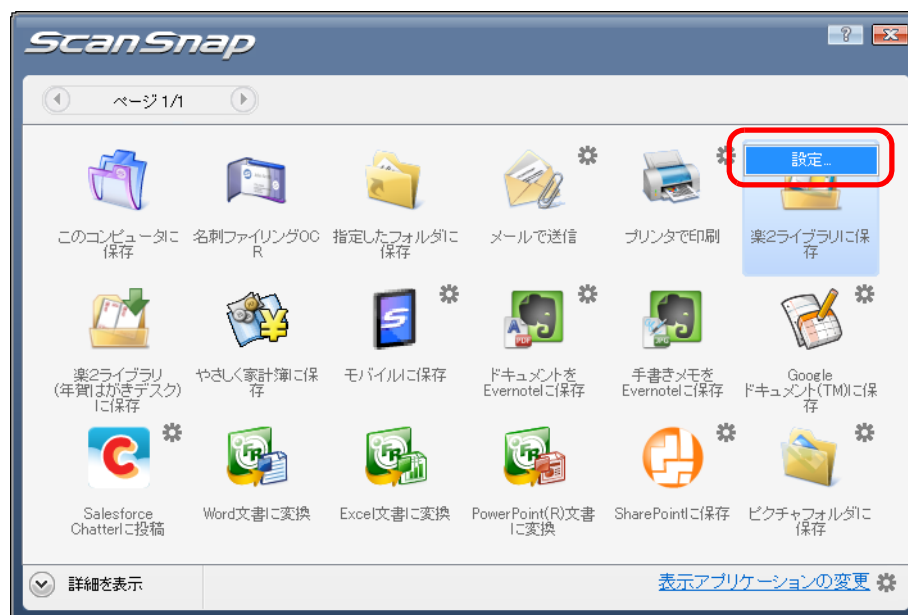 ScanSnap
?
ページ 1/1
設定...
このコンピュータに
保存
名刺ファイリングOC
R
指定したフォルダに
保存
メールで送信
プリンタで印刷
楽2ライブラリに保
存
楽2ライブラリ
(年賀はがきデスク)
に保存
やさしく家計簿に保
存
モバイルに保存
ドキュメントを
Evernoteに保存
手書きメモを
Evernoteに保存
Google
ドキュメント(TM)に保
存
Salesforce
Chatterに投稿
Word文書に変換
Excel文書に変換
PowerPoint(R)文書
に変換
SharePointに保存
ピクチャフォルダに
保存
詳細を表示
表示アプリケーションの変更